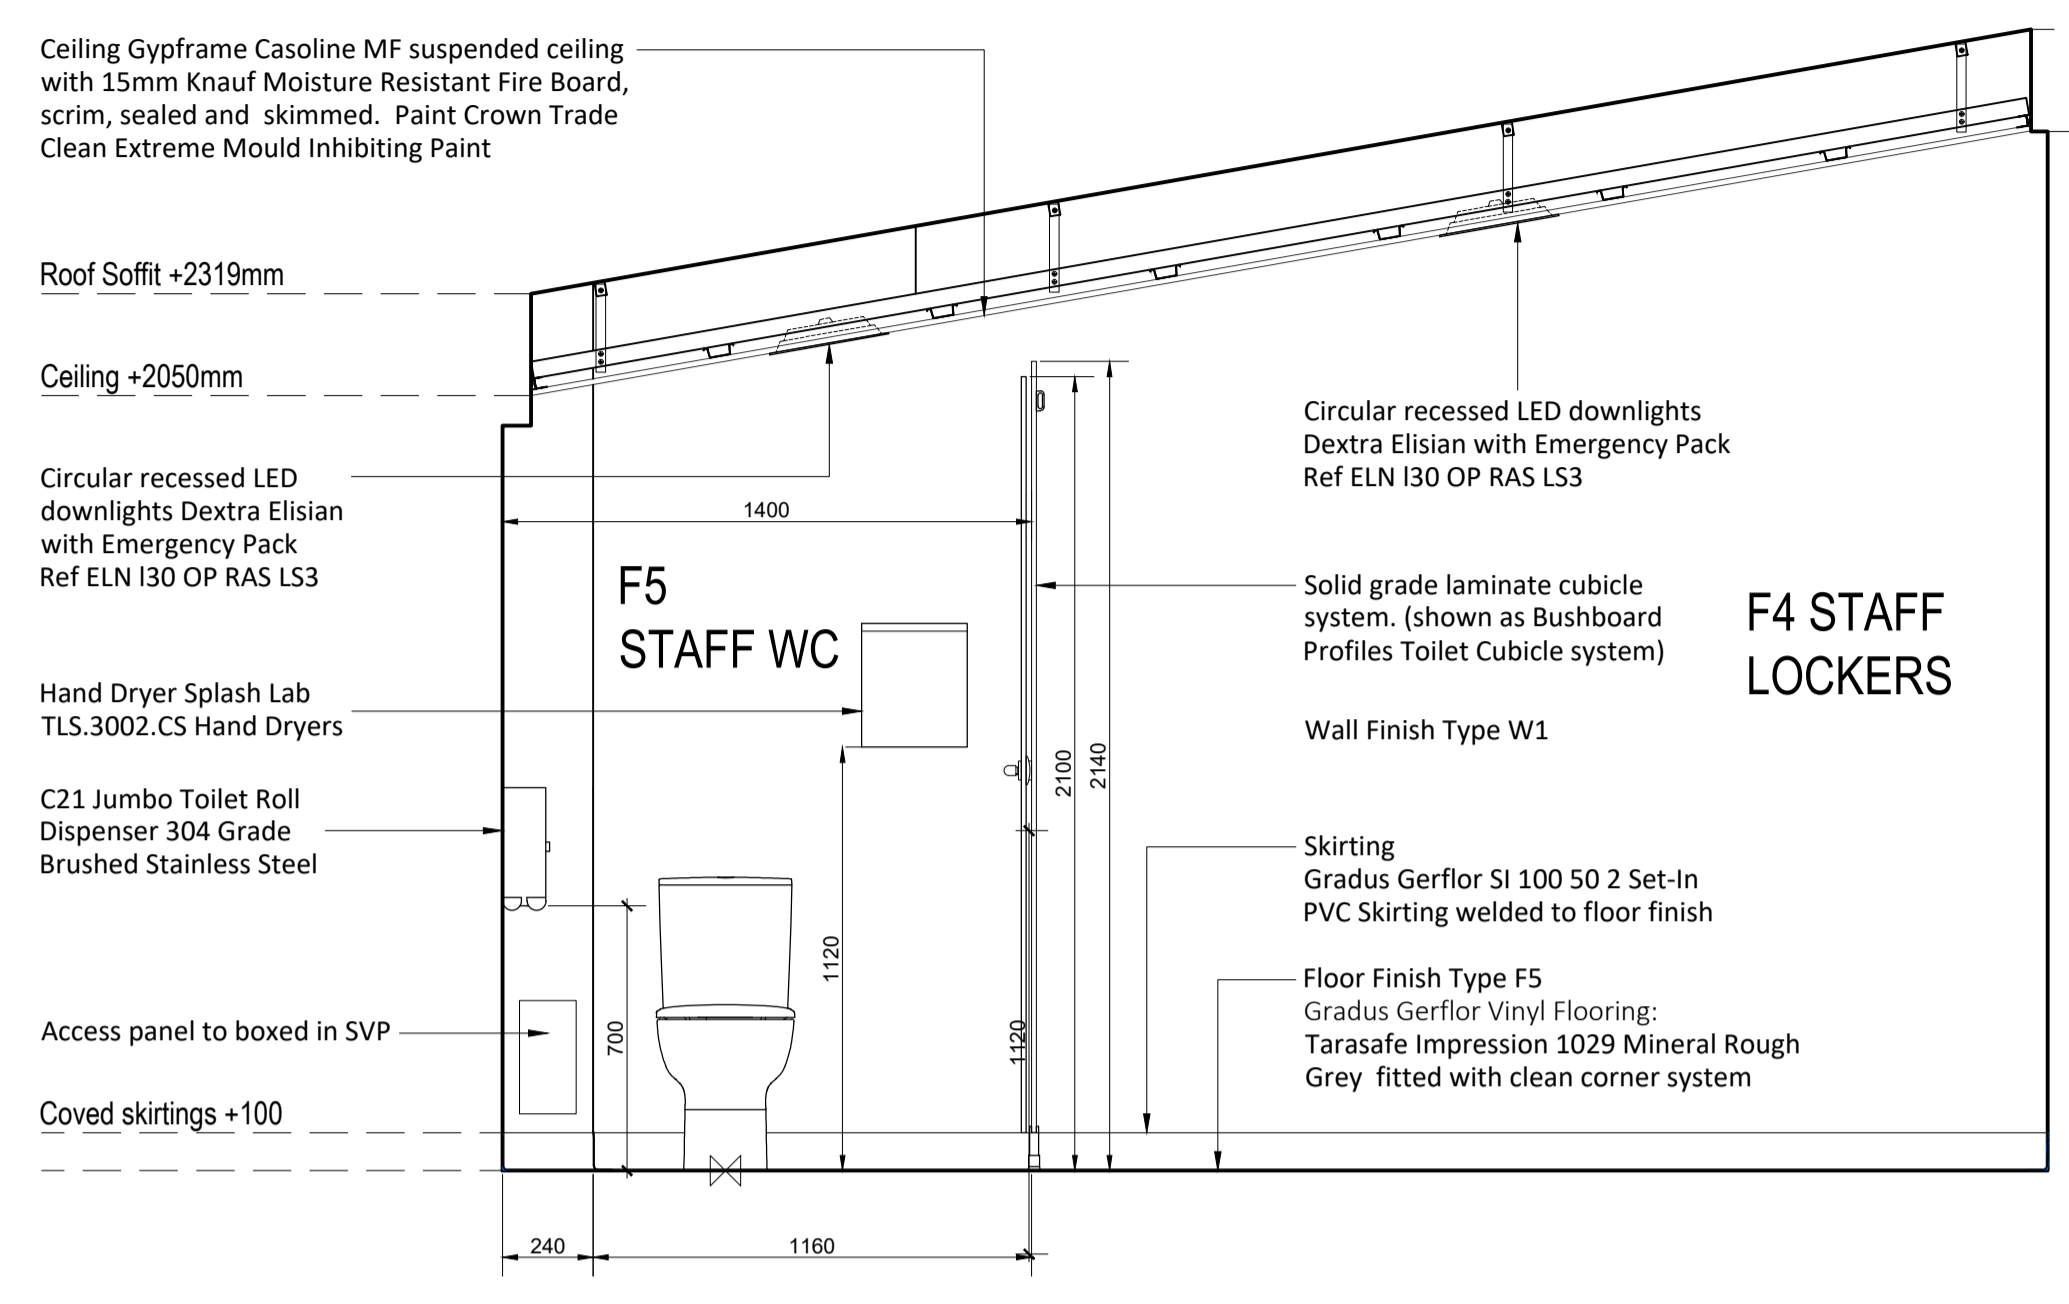 Ceiling Gypframe Casoline MF suspended ceiling
with 15mm Knauf Moisture Resistant Fire Board,
scrim, sealed and skimmed. Paint Crown Trade
Clean Extreme Mould Inhibiting Paint
Roof Soffit +2319mm
Ceiling +2050mm
Circular recessed LED
downlights Dextra Elisian
with Emergency Pack
Ref ELN l30 OP RAS LS3
Hand Dryer Splash Lab
TLS.3002.CS Hand Dryers
C21 Jumbo Toilet Roll
Dispenser 304 Grade
Brushed Stainless Steel
Access panel to boxed in SVP
Coved skirtings +100
1400
F5
STAFF WC
700
1120
1120
2100
2140
240
1160
Circular recessed LED downlights
Dextra Elisian with Emergency Pack
Ref ELN l30 OP RAS LS3
Solid grade laminate cubicle
system. (shown as Bushboard
Profiles Toilet Cubicle system)
F4 STAFF
LOCKERS
Wall Finish Type W1
Skirting
Gradus Gerflor SI 100 50 2 Set-In
PVC Skirting welded to floor finish
Floor Finish Type F5
Gradus Gerflor Vinyl Flooring:
Tarasafe Impression 1029 Mineral Rough
Grey fitted with clean corner system